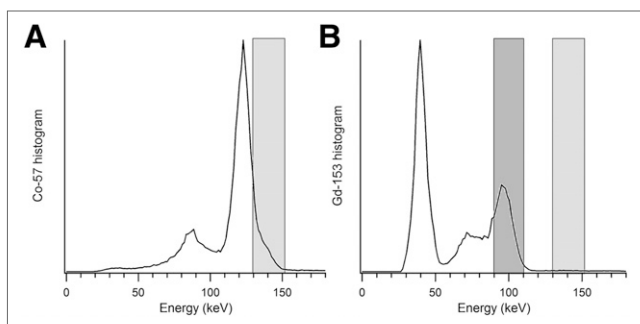 A
B
Co-57 histogram
0 50 100 150
Energy (keV)
Gd-153 histogram
0 50 100 150
Energy (keV)